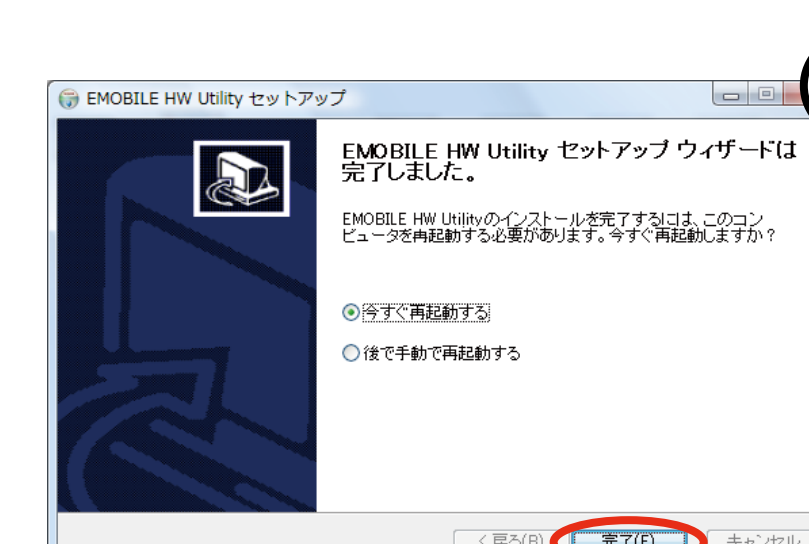 EMOBILE HW Utility セットアップ
EMOBILE HW Utility セットアップ ウィザードは
完了しました。
EMOBILE HW Utilityのインストールを完了するには、このコン
ピュータを再起動する必要があります。今すぐ再起動しますか？
今すぐ再起動する
後で手動で再起動する
< 戻る(B) 完了(F) キャンセル